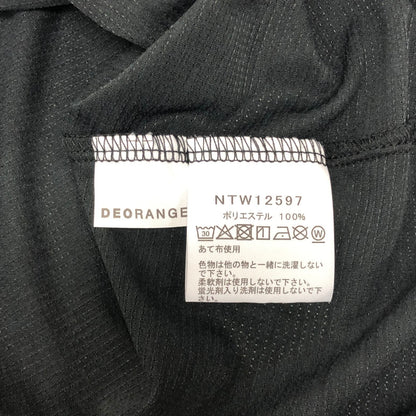 DEORANGE
NTW12597
ポリエステル 100%
30
あて布使用
色物は他の物と一緒に洗濯しない
で下さい。
柔軟剤は使用しないで下さい。
蛍光剤入り洗剤は使用しないで
下さい。